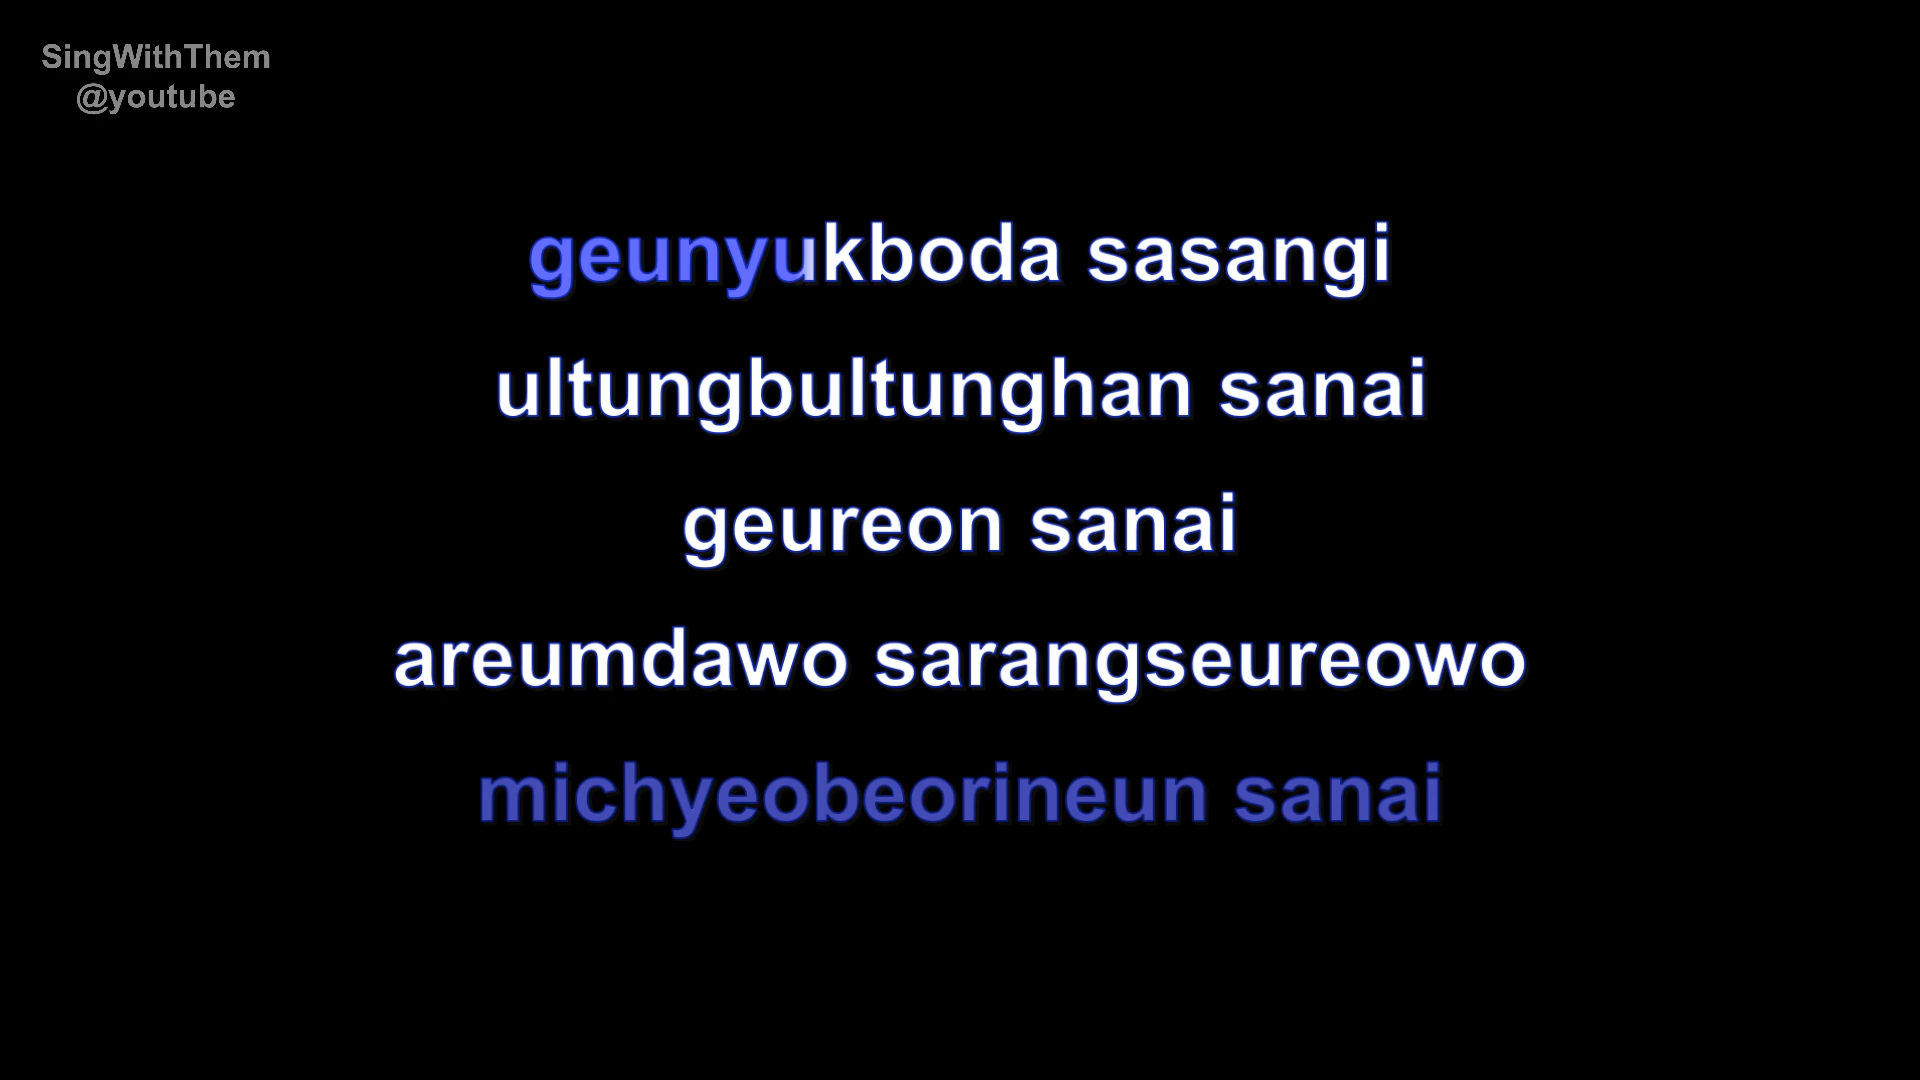 SingWithThem
@youtube
geunyukboda sasangi
ultungbultunghan sanai
geureon sanai
areumdawo sarangseureowo
michyeobeorineun sanai